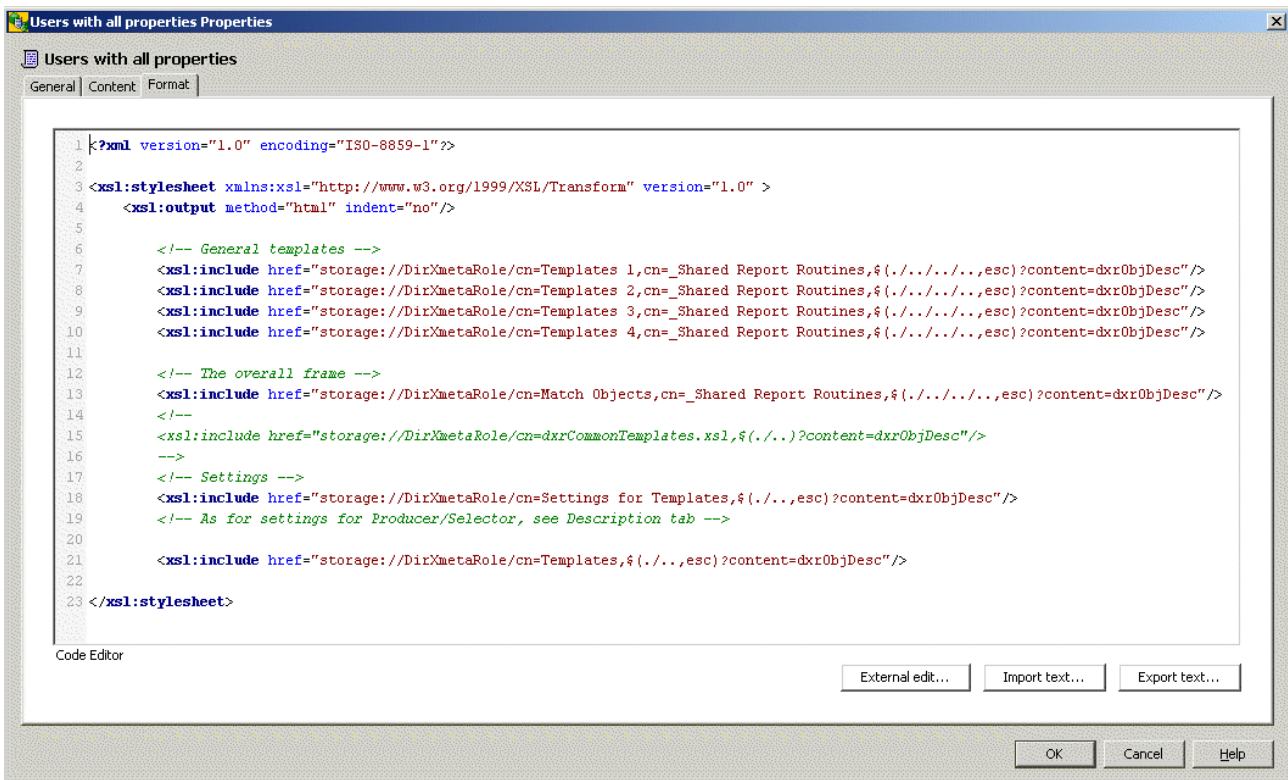 Users with all properties Properties
Users with all properties
General Content Format
1 <?xml version="1.0" encoding="ISO-8859-1"?>
2
3 <xsl:stylesheet xmlns:xsl="http://www.w3.org/1999/XSL/Transform" version="1.0" >
4 <xsl:output method="html" indent="no"/>
5
6 <!-- General templates -->
7 <xsl:include href="storage://DirXmetaRole/cn=Templates 1,cn=_Shared Report Routines,$(./../../..,esc)?content=dxrObjDesc"/>
8 <xsl:include href="storage://DirXmetaRole/cn=Templates 2,cn=_Shared Report Routines,$(./../../..,esc)?content=dxrObjDesc"/>
9 <xsl:include href="storage://DirXmetaRole/cn=Templates 3,cn=_Shared Report Routines,$(./../../..,esc)?content=dxrObjDesc"/>
10 <xsl:include href="storage://DirXmetaRole/cn=Templates 4,cn=_Shared Report Routines,$(./../../..,esc)?content=dxrObjDesc"/>
11
12 <!-- The overall frame -->
13 <xsl:include href="storage://DirXmetaRole/cn=Match Objects,cn=_Shared Report Routines,$(./../../..,esc)?content=dxrObjDesc"/>
14 <!--
15 <xsl:include href="storage://DirXmetaRole/cn=dxrCommonTemplates.xsl,$(./..)?content=dxrObjDesc"/>
16 -->
17 <!-- Settings -->
18 <xsl:include href="storage://DirXmetaRole/cn=Settings for Templates,$(./..,esc)?content=dxrObjDesc"/>
19 <!-- As for settings for Producer/Selector, see Description tab -->
20
21 <xsl:include href="storage://DirXmetaRole/cn=Templates,$(./..,esc)?content=dxrObjDesc"/>
22
23 </xsl:stylesheet>
Code Editor
External edit... Import text... Export text...
OK Cancel Help